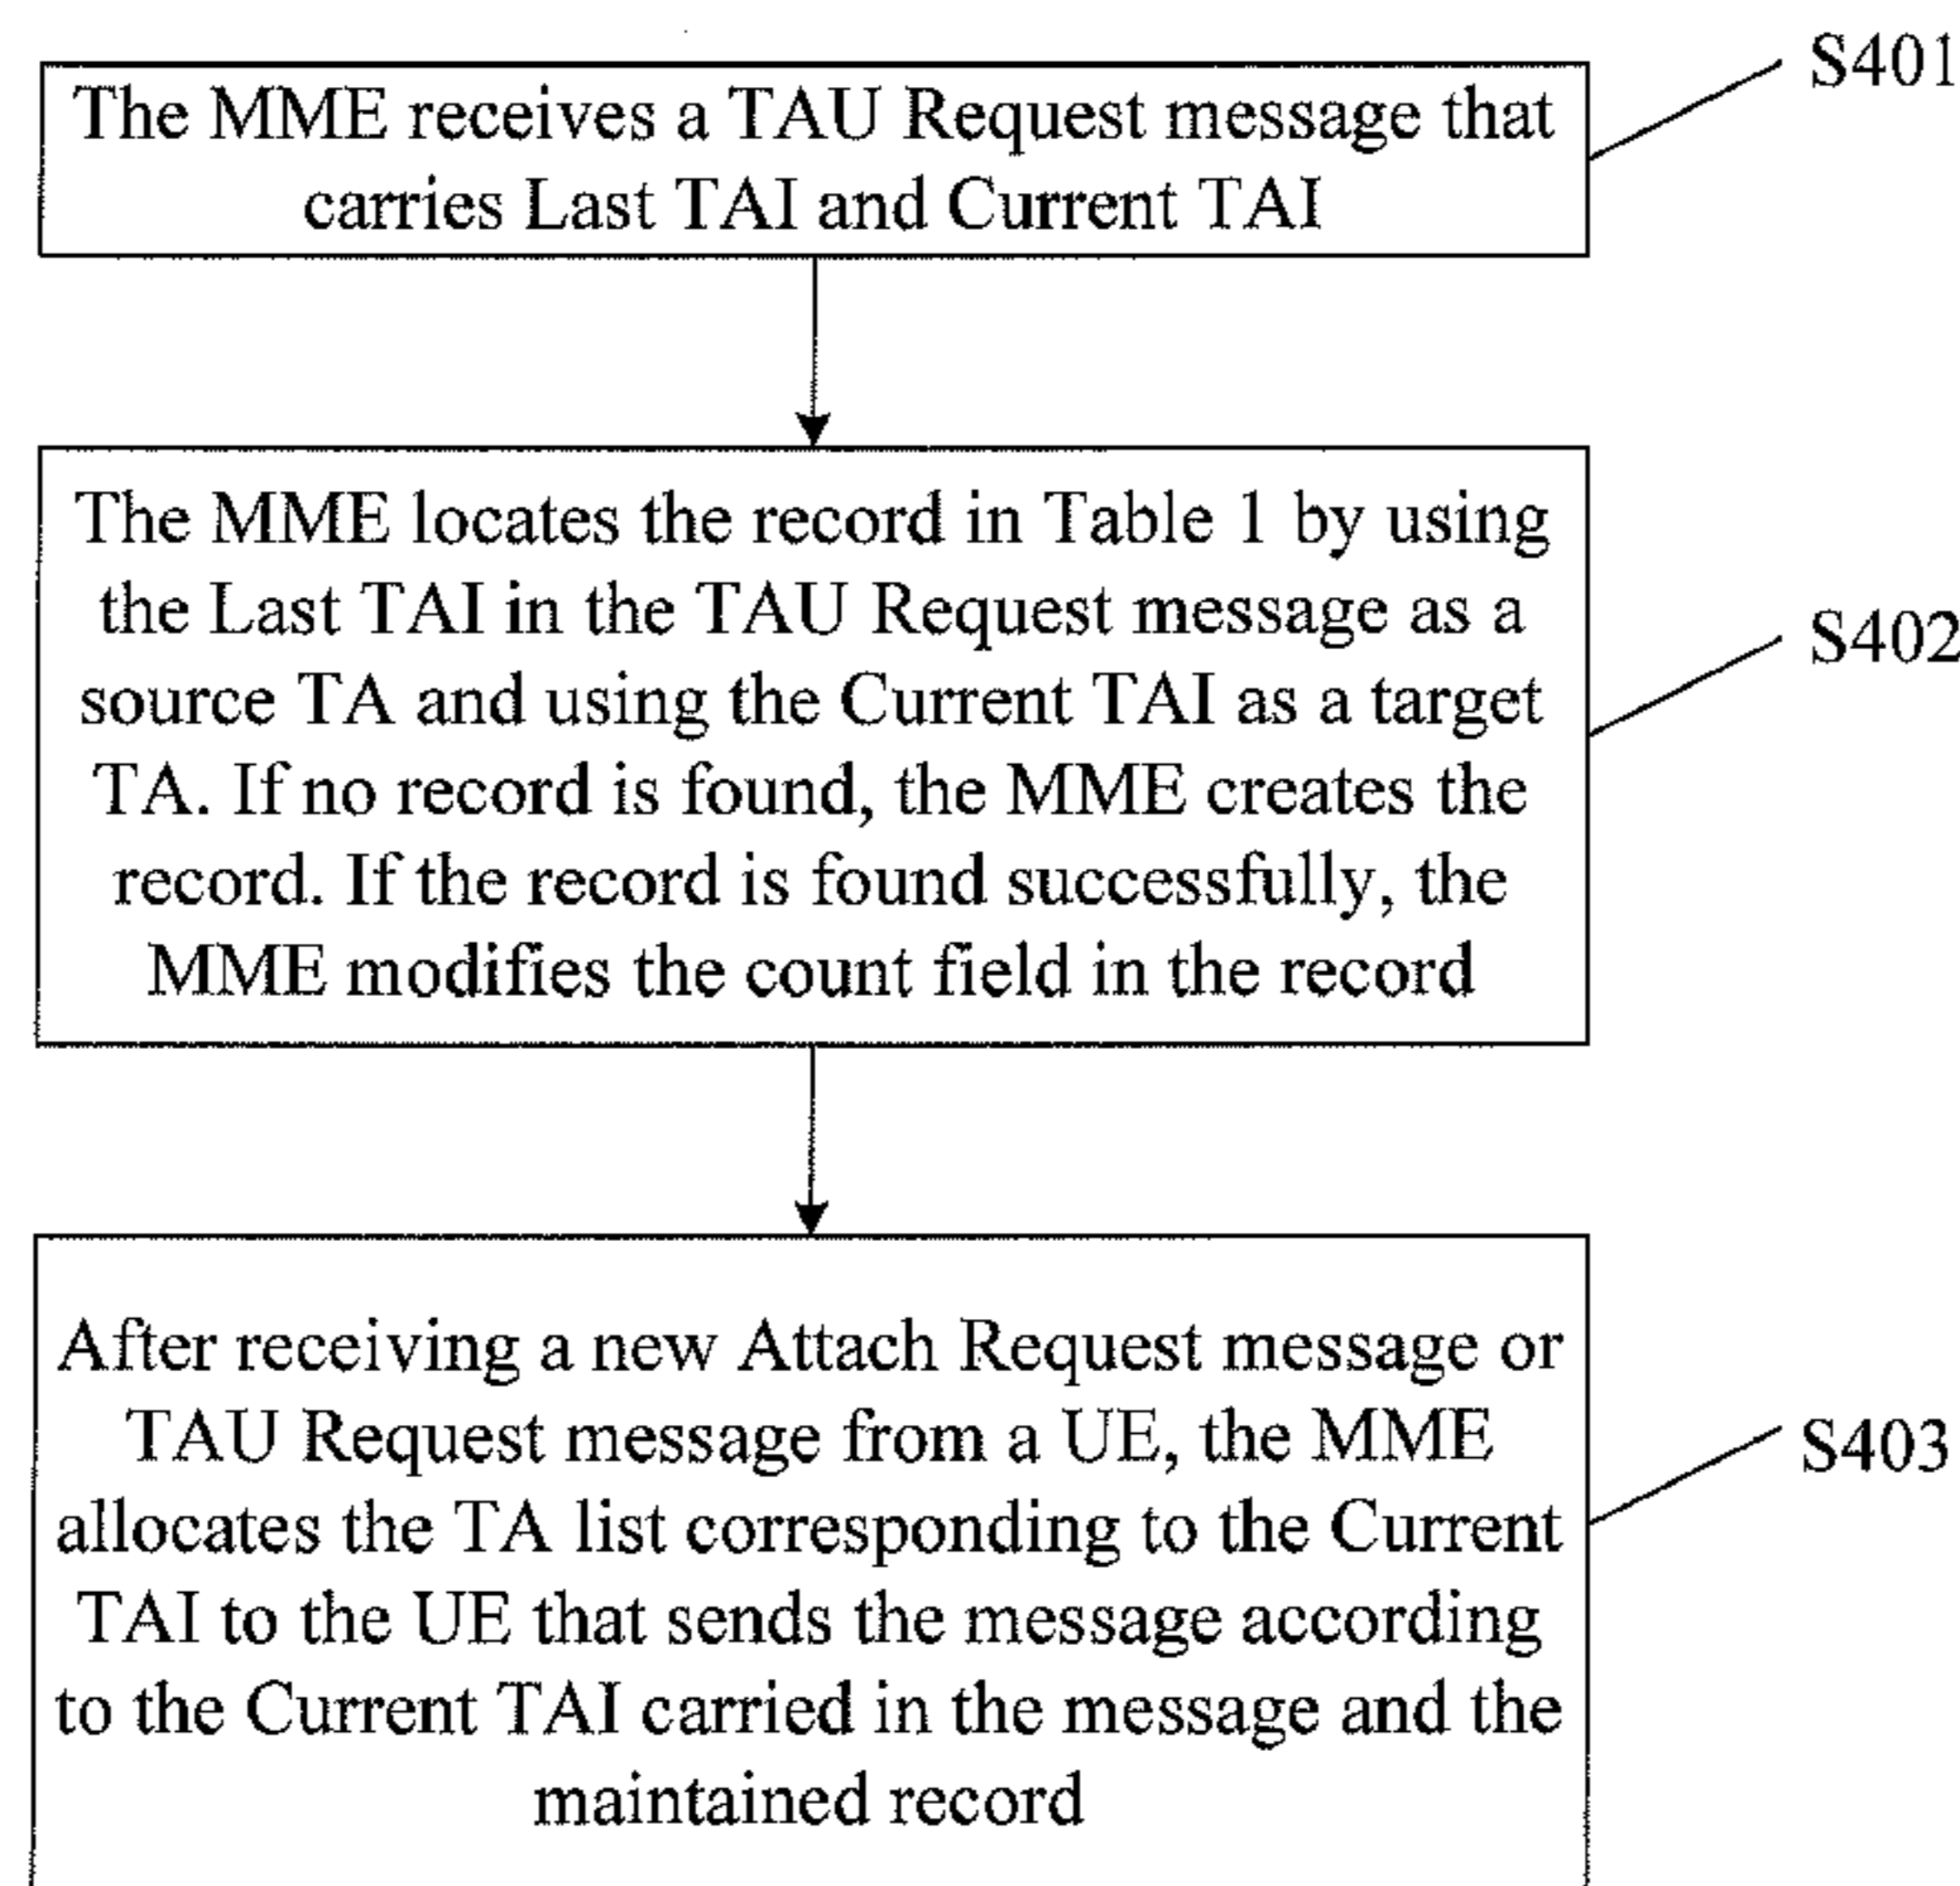 S401
The MME receives a TAU Request message that
carries Last TAI and Current TAI
The MME locates the record in Table 1 by using
the Last TAI in the TAU Request message as a
source TA and using the Current TAI as a target
TA. If no record is found, the MME creates the
record. If the record is found successfully, the
MME modifies the count field in the record
S402
After receiving a new Attach Request message or
TAU Request message from a UE, the MME
allocates the TA list corresponding to the Current
TAI to the UE that sends the message according
to the Current TAI carried in the message and the
maintained record
S403